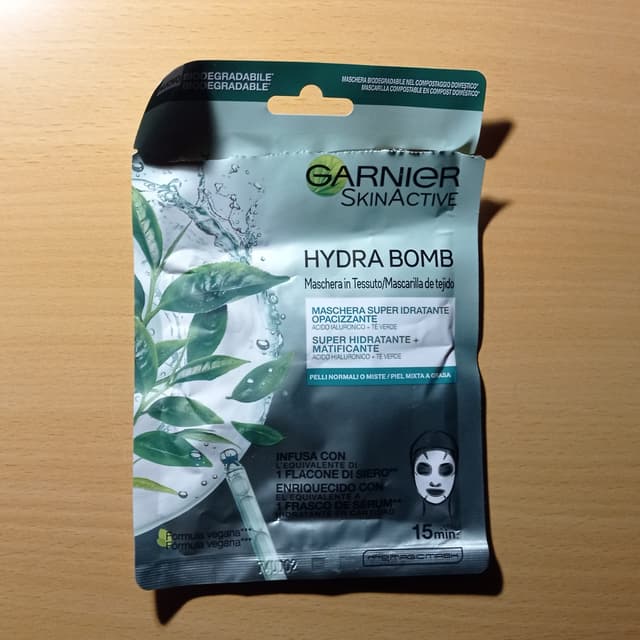 BIODEGRADABILE*
BIODEGRADABLE*
MASCHERA BIODEGRADABILE NEL COMPOSTAGGIO DOMESTICO*
MASCARILLA COMPOSTABLE EN COMPOST DOMÉSTICO*
GARNIER
SKINACTIVE
HYDRA BOMB
Maschera in Tessuto/Mascarilla de tejido
MASCHERA SUPER IDRATANTE
OPACIZZANTE
ACIDO IALURONICO + TÈ VERDE
SUPER HIDRATANTE +
MATIFICANTE
ÁCIDO HIALURÓNICO + TÉ VERDE
PELLI NORMALI O MISTE / PIEL MIXTA A GRASA
INFUSA CON
L'EQUIVALENTE DI
1 FLACONE DI SIERO**
ENRIQUECIDO CON
EL EQUIVALENTE A
1 FRASCO DE SÉRUM**
15min.
Formula vegana***
Fórmula vegana***